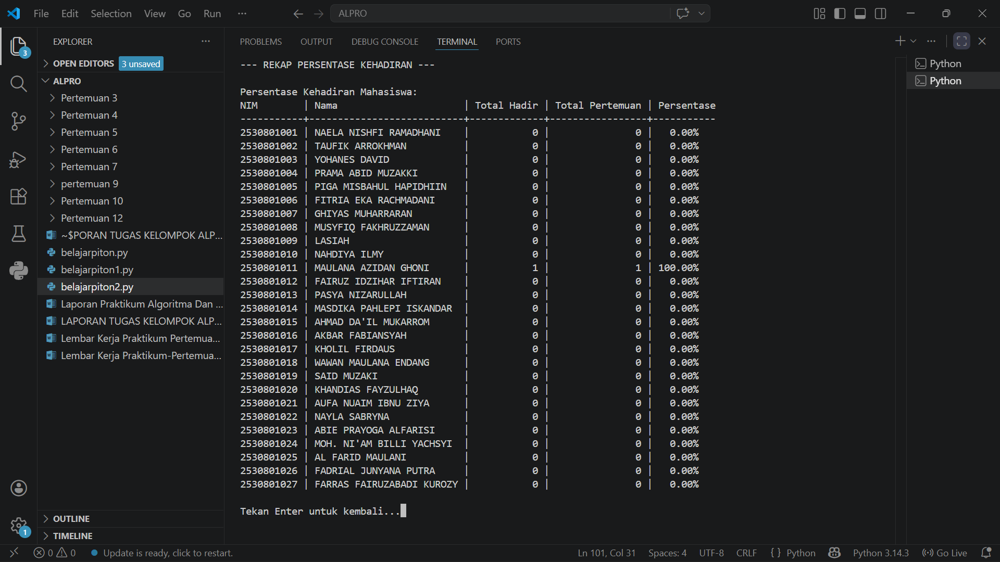 File Edit Selection View Go Run ... ALPRO
EXPLORER ...
OPEN EDITORS 3 unsaved
ALPRO
Pertemuan 3
Pertemuan 4
Pertemuan 5
Pertemuan 6
Pertemuan 7
pertemuan 9
Pertemuan 10
Pertemuan 12
~$PORAN TUGAS KELOMPOK ALP...
belajarpiton.py
belajarpiton1.py
belajarpiton2.py
Laporan Praktikum Algoritma Dan ...
LAPORAN TUGAS KELOMPOK ALP...
Lembar Kerja Praktikum Pertemua...
Lembar Kerja Praktikum-Pertemua...
OUTLINE
TIMELINE
3
1
PROBLEMS OUTPUT DEBUG CONSOLE TERMINAL PORTS
--- REKAP PERSENTASE KEHADIRAN ---
Persentase Kehadiran Mahasiswa:
NIM | Nama | Total Hadir | Total Pertemuan | Persentase
-----------+---------------------------+-------------+-----------------+-----------
2530801001 | NAELA NISHFI RAMADHANI | 0 | 0 | 0.00%
2530801002 | TAUFIK ARROKHMAN | 0 | 0 | 0.00%
2530801003 | YOHANES DAVID | 0 | 0 | 0.00%
2530801004 | PRAMA ABID MUZAKKI | 0 | 0 | 0.00%
2530801005 | PIGA MISBAHUL HAPIDHIIN | 0 | 0 | 0.00%
2530801006 | FITRIA EKA RACHMADANI | 0 | 0 | 0.00%
2530801007 | GHIYAS MUHARRARAN | 0 | 0 | 0.00%
2530801008 | MUSYFIQ FAKHRUZZAMAN | 0 | 0 | 0.00%
2530801009 | LASIAH | 0 | 0 | 0.00%
2530801010 | NAHDIYA ILMY | 0 | 0 | 0.00%
2530801011 | MAULANA AZIDAN GHONI | 1 | 1 | 100.00%
2530801012 | FAIRUZ IDZIHAR IFTIRAN | 0 | 0 | 0.00%
2530801013 | PASYA NIZARULLAH | 0 | 0 | 0.00%
2530801014 | MASDIKA PAHLEPI ISKANDAR | 0 | 0 | 0.00%
2530801015 | AHMAD DA'IL MUKARROM | 0 | 0 | 0.00%
2530801016 | AKBAR FABIANSYAH | 0 | 0 | 0.00%
2530801017 | KHOLIL FIRDAUS | 0 | 0 | 0.00%
2530801018 | WAWAN MAULANA ENDANG | 0 | 0 | 0.00%
2530801019 | SAID MUZAKI | 0 | 0 | 0.00%
2530801020 | KHANDIAS FAYZULHAQ | 0 | 0 | 0.00%
2530801021 | AUFA NUAIM IBNU ZIYA | 0 | 0 | 0.00%
2530801022 | NAYLA SABRYNA | 0 | 0 | 0.00%
2530801023 | ABIE PRAYOGA ALFARISI | 0 | 0 | 0.00%
2530801024 | MOH. NI'AM BILLI YACHSYI | 0 | 0 | 0.00%
2530801025 | AL FARID MAULANI | 0 | 0 | 0.00%
2530801026 | FADRIAL JUNYANA PUTRA | 0 | 0 | 0.00%
2530801027 | FARRAS FAIRUZABADI KUROZY | 0 | 0 | 0.00%
Tekan Enter untuk kembali...
Python
Python
0 0 Update is ready, click to restart. Ln 101, Col 31 Spaces: 4 UTF-8 CRLF { } Python Python 3.14.3 Go Live